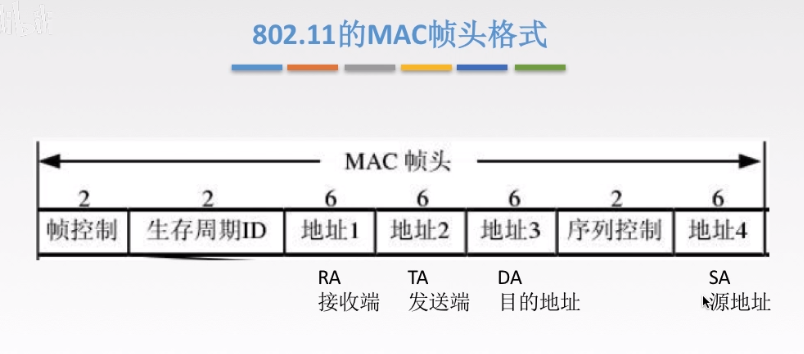 802.11的MAC帧头格式
MAC 帧头
2 2 6 6 6 2 6
帧控制 生存周期ID 地址1 地址2 地址3 序列控制 地址4
RA TA DA SA
接收端 发送端 目的地址 源地址